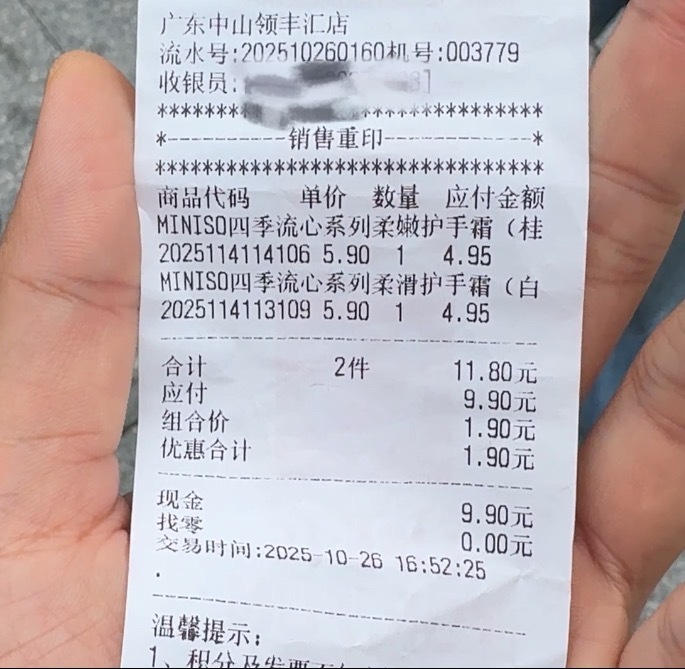 广东中山领丰汇店
流水号:202510260160机号:003779
收银员:
*********************************
*----------销售重印------------*
*********************************
商品代码 单价 数量 应付金额
MINISO四季流心系列柔嫩护手霜（桂
2025114114106 5.90 1 4.95
MINISO四季流心系列柔滑护手霜（白
2025114113109 5.90 1 4.95
合计 2件 11.80元
应付 9.90元
组合价 1.90元
优惠合计 1.90元
现金 9.90元
找零 0.00元
交易时间:2025-10-26 16:52:25
.
温馨提示:
1、积分及发票